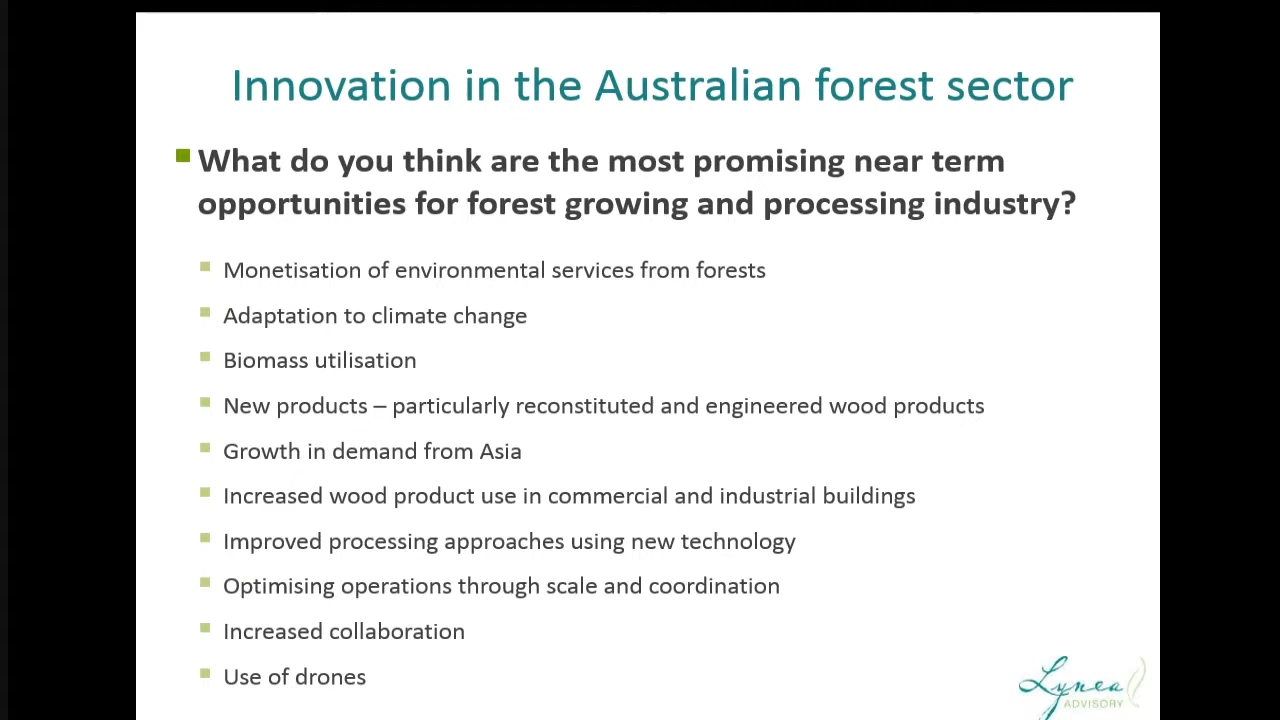 Innovation in the Australian forest sector
What do you think are the most promising near term
opportunities for forest growing and processing industry?
Monetisation of environmental services from forests
Adaptation to climate change
Biomass utilisation
New products – particularly reconstituted and engineered wood products
Growth in demand from Asia
Increased wood product use in commercial and industrial buildings
Improved processing approaches using new technology
Optimising operations through scale and coordination
Increased collaboration
Use of drones
Lynea
ADVISORY